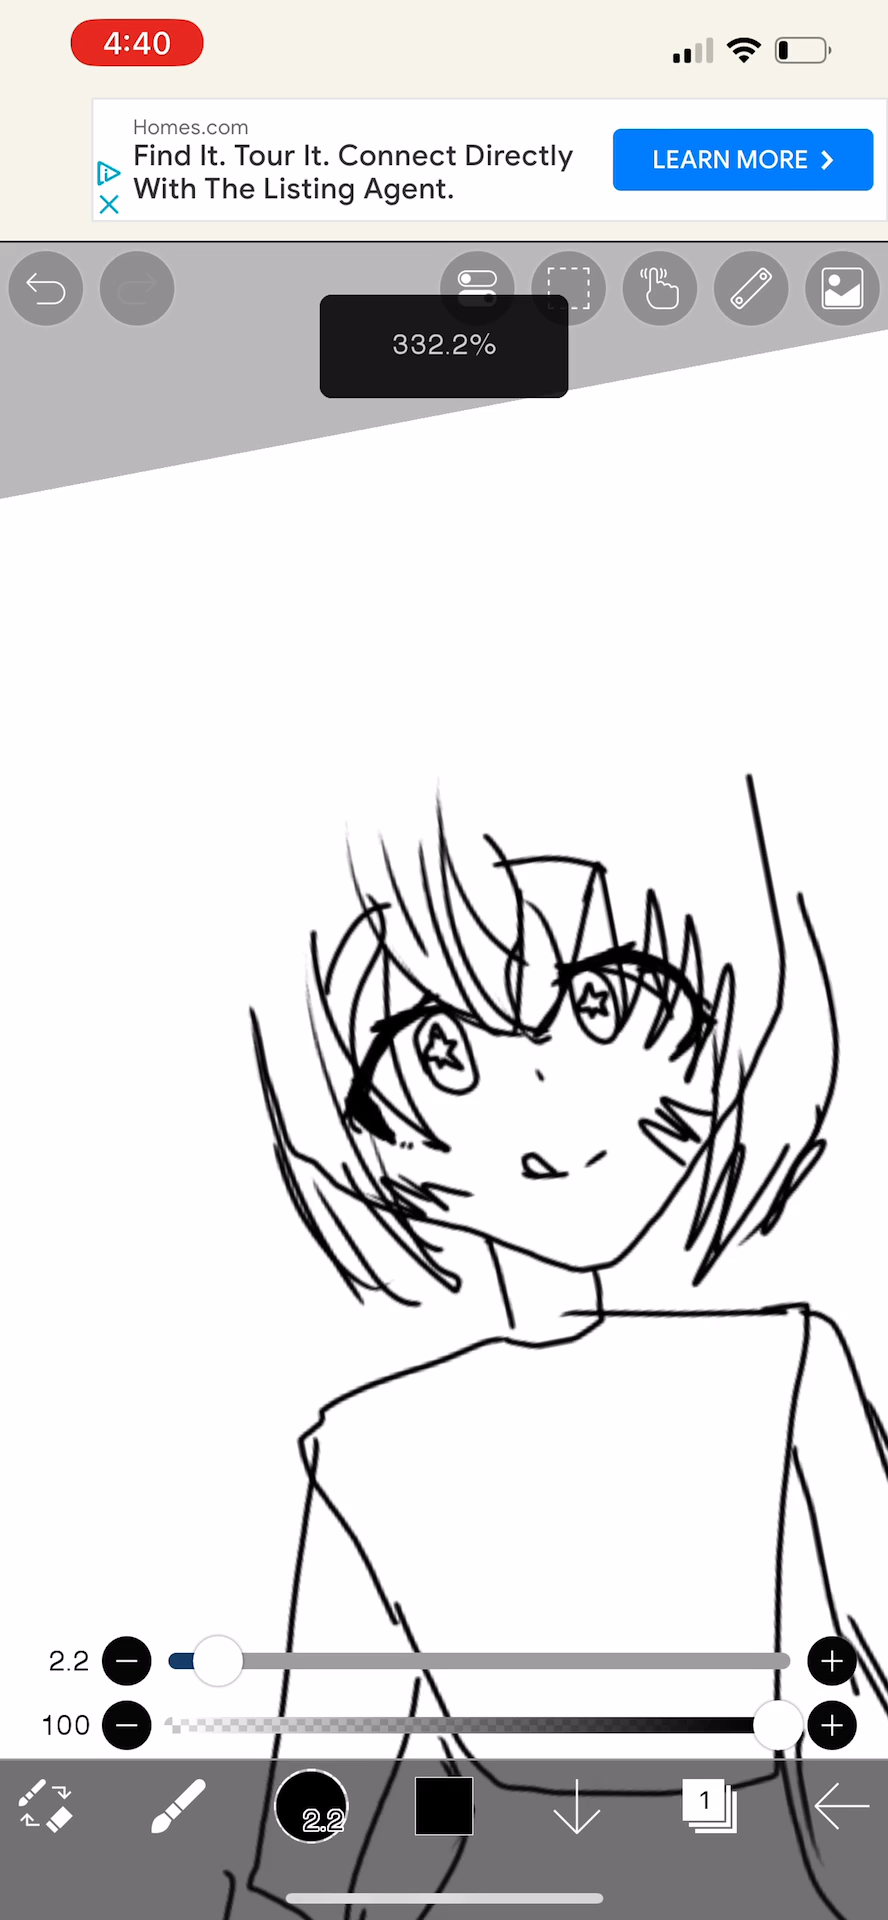 4:40
Homes.com
Find It. Tour It. Connect Directly
With The Listing Agent.
LEARN MORE
332.2%
2.2
100
2.2
1